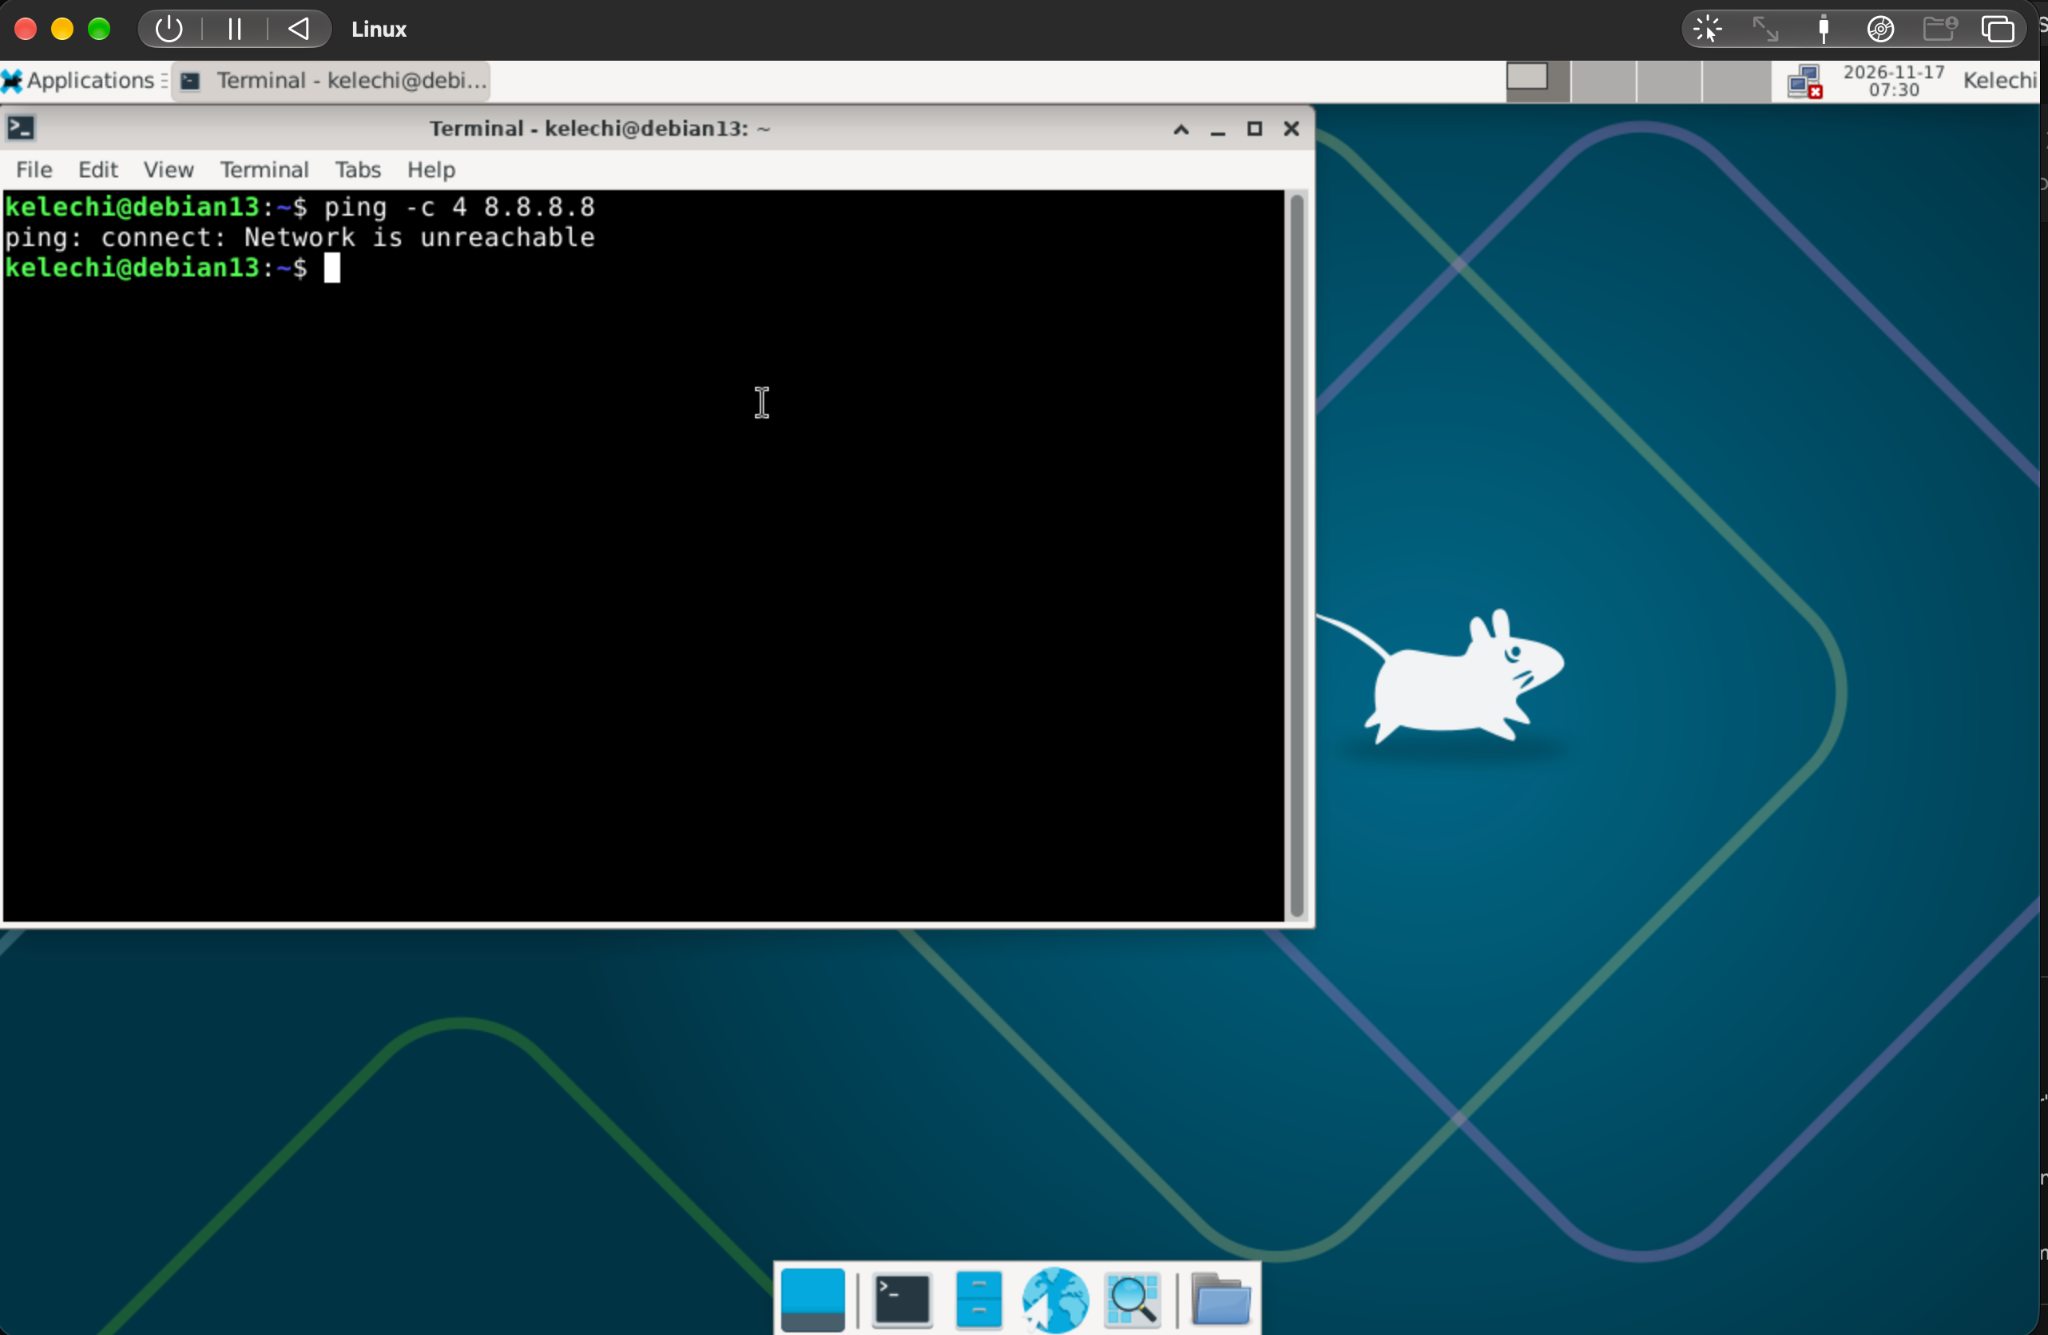 Linux
Applications
Terminal - kelechi@debi...
2026-11-17
07:30
Kelechi
Terminal - kelechi@debian13: ~
File Edit View Terminal Tabs Help
kelechi@debian13:~$ ping -c 4 8.8.8.8
ping: connect: Network is unreachable
kelechi@debian13:~$